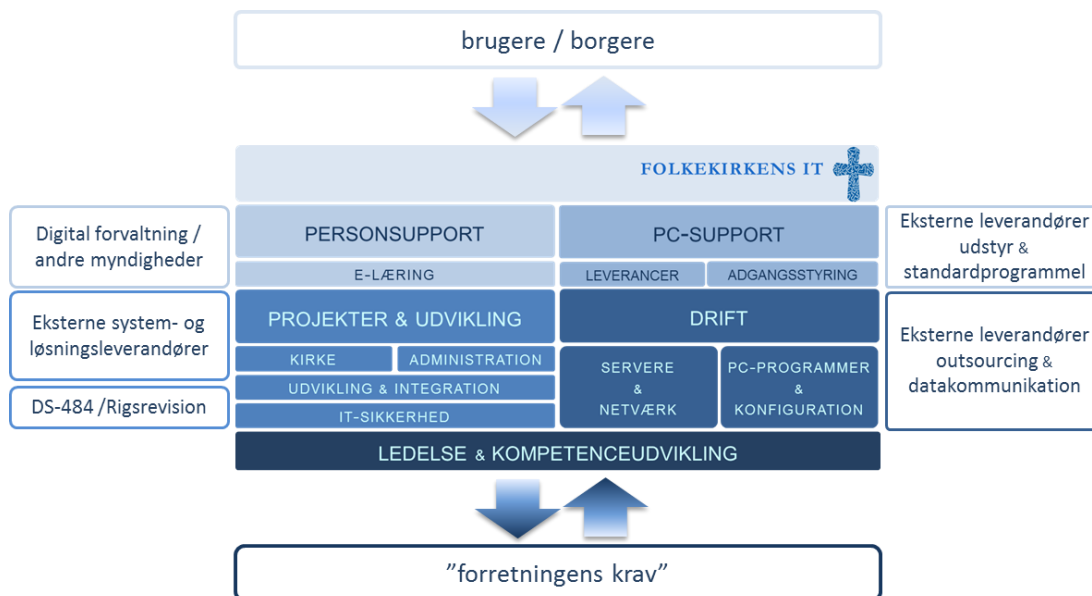 brugere / borgere
FOLKEKIRKENS IT
Digital forvaltning /
andre myndigheder
PERSONSUPPORT
PC-SUPPORT
Eksterne leverandører
udstyr &
standardprogrammel
E-LÆRING
LEVERANCER
ADGANGSSTYRING
Eksterne system- og
løsningsleverandører
PROJEKTER & UDVIKLING
DRIFT
Eksterne leverandører
outsourcing &
datakommunikation
KIRKE
ADMINISTRATION
UDVIKLING & INTEGRATION
IT-SIKKERHED
SERVERE
&
NETVÆRK
PC-PROGRAMMER
&
KONFIGURATION
DS-484 /Rigsrevision
LEDELSE & KOMPETENCEUDVIKLING
”forretningens krav”